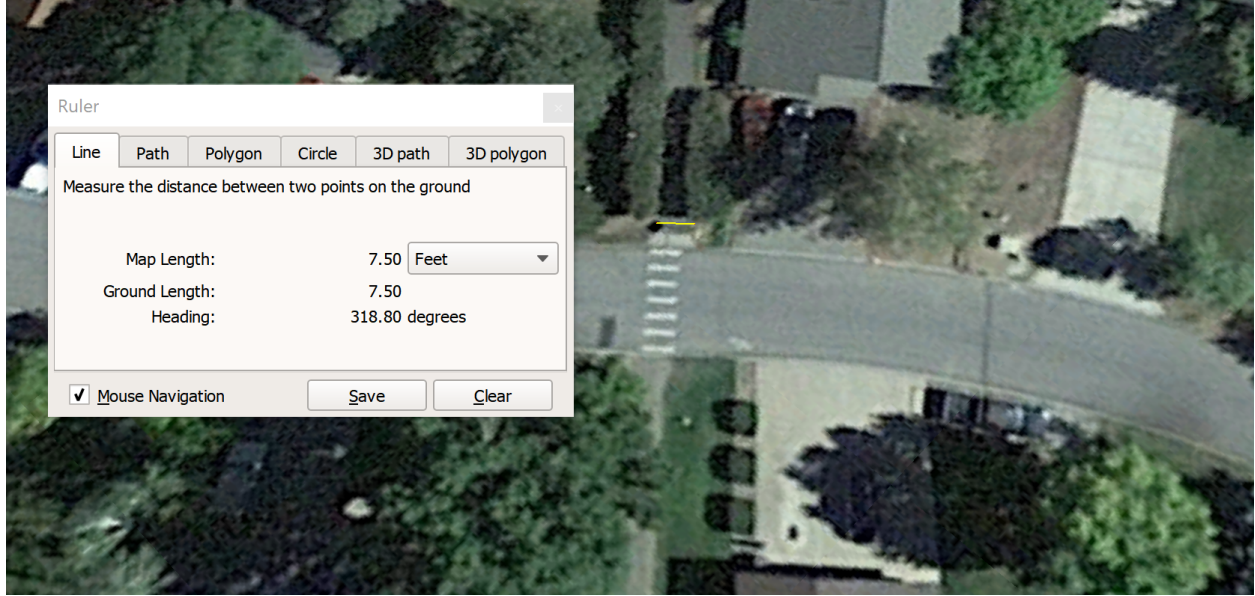 Ruler
Line Path Polygon Circle 3D path 3D polygon
Measure the distance between two points on the ground
Map Length: 7.50 Feet
Ground Length: 7.50
Heading: 318.80 degrees
Mouse Navigation Save Clear